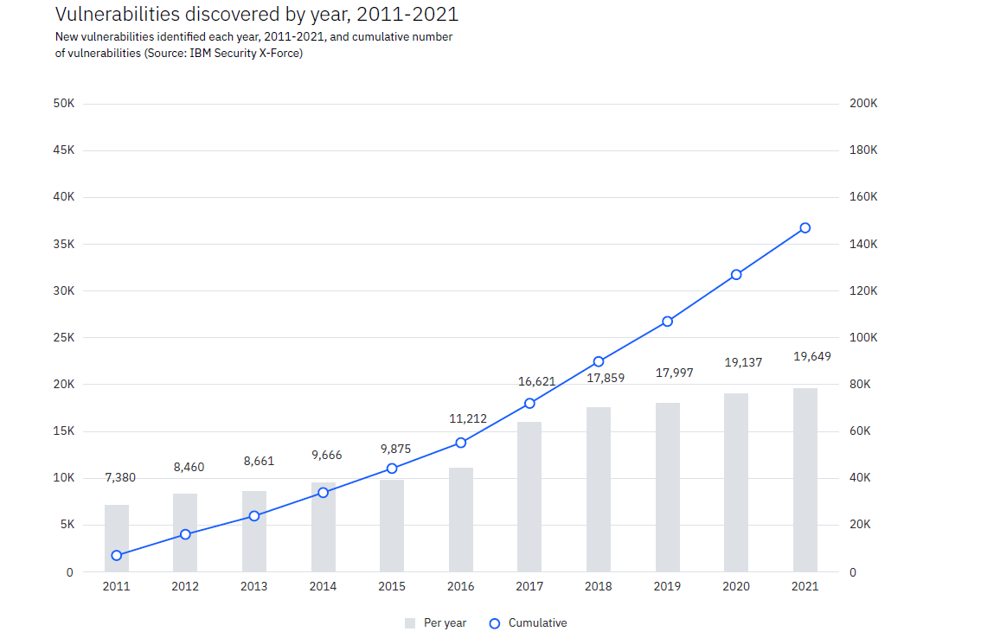 Vulnerabilities discovered by year, 2011-2021
New vulnerabilities identified each year, 2011-2021, and cumulative number
of vulnerabilities (Source: IBM Security X-Force)
50K 200K
45K 180K
40K 160K
35K 140K
30K 120K
25K 100K
20K 80K
15K 60K
10K 40K
5K 20K
0 0
7,380 8,460 8,661 9,666 9,875 11,212 16,621 17,859 17,997 19,137 19,649
2011 2012 2013 2014 2015 2016 2017 2018 2019 2020 2021
Per year Cumulative